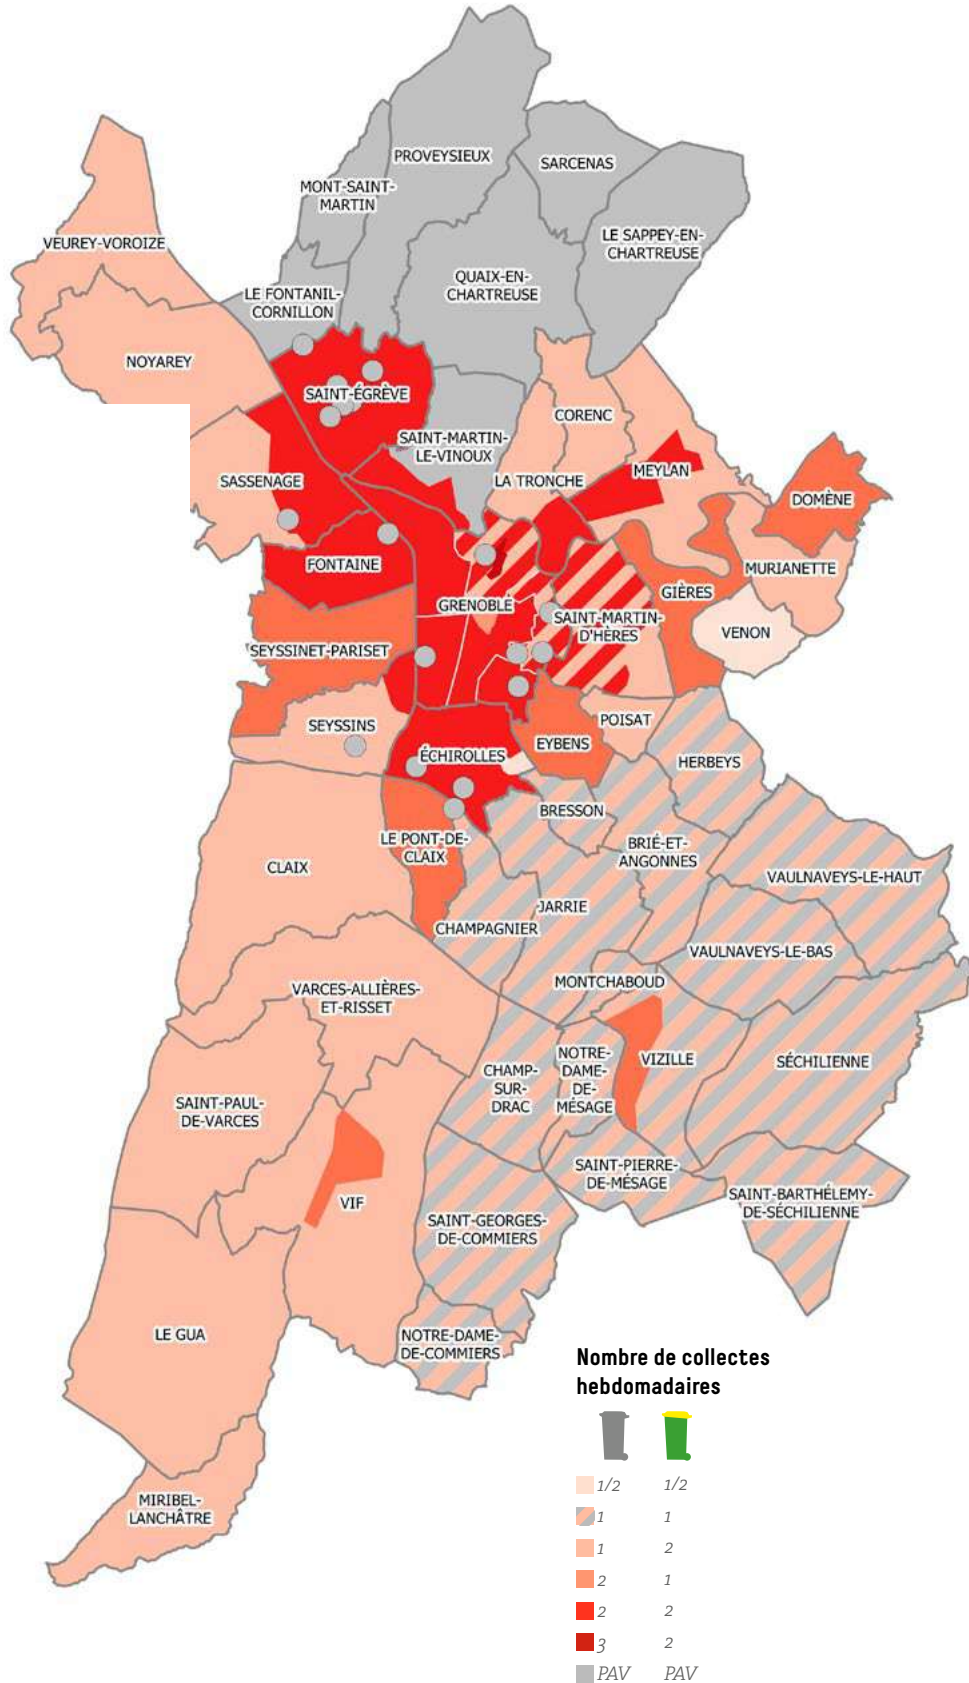 PROVEYSIEUX
SARCENAS
MONT-SAINT-
MARTIN
VEUREY-VOROIZE
LE SAPPEY-EN-
CHARTREUSE
QUAIX-EN-
CHARTREUSE
LE FONTANIL-
CORNILLON
NOYAREY
SAINT-ÉGRÈVE
CORENC
SAINT-MARTIN-
LE-VINOUX
MEYLAN
SASSENAGE
LA TRONCHE
DOMÈNE
FONTAINE
MURIANETTE
GIÈRES
GRENOBLE
SAINT-MARTIN-
D'HÈRES
VENON
SEYSSINET-PARISET
SEYSSINS
POISAT
EYBENS
ÉCHIROLLES
HERBEYS
BRESSON
LE PONT-DE-
CLAIX
BRIÉ-ET-
ANGONNES
CLAIX
VAULNAVEYS-LE-HAUT
JARRIE
CHAMPAGNIER
VAULNAVEYS-LE-BAS
MONTCHABOUD
VARCES-ALLIÈRES-
ET-RISSET
NOTRE-
DAME-
DE-
MÉSAGE
VIZILLE
SÉCHILIENNE
CHAMP-
SUR-
DRAC
SAINT-PAUL-
DE-VARCES
SAINT-PIERRE-
DE-MÉSAGE
SAINT-BARTHÉLEMY-
DE-SÉCHILIENNE
VIF
SAINT-GEORGES-
DE-COMMIERS
LE GUA
NOTRE-DAME-
DE-COMMIERS
MIRIBEL-
LANCHÂTRE
Nombre de collectes
hebdomadaires
1/2 1/2
1 1
1 2
2 1
2 2
3 2
PAV PAV